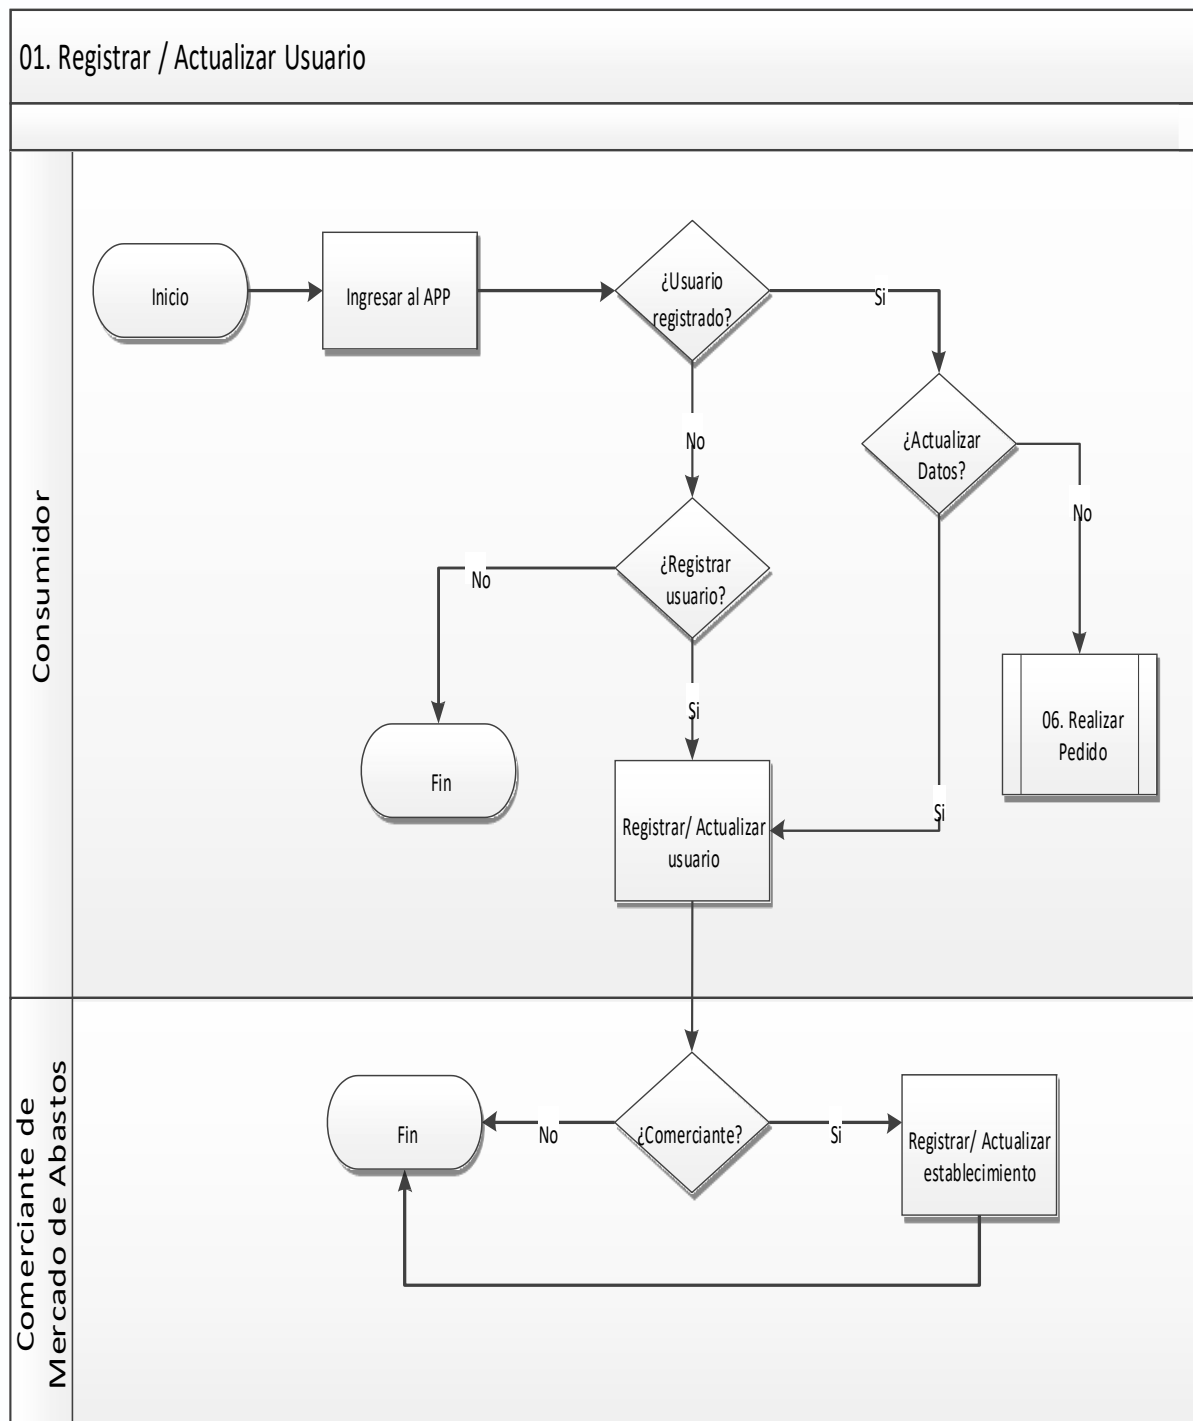 01. Registrar / Actualizar Usuario
Consumidor
Inicio
Ingresar al APP
¿Usuario
registrado?
Si
No
¿Actualizar
Datos?
No
¿Registrar
usuario?
No
Si
06. Realizar
Pedido
Fin
Si
Registrar/ Actualizar
usuario
Comerciante de
Mercado de Abastos
Fin
No
¿Comerciante?
Si
Registrar/ Actualizar
establecimiento